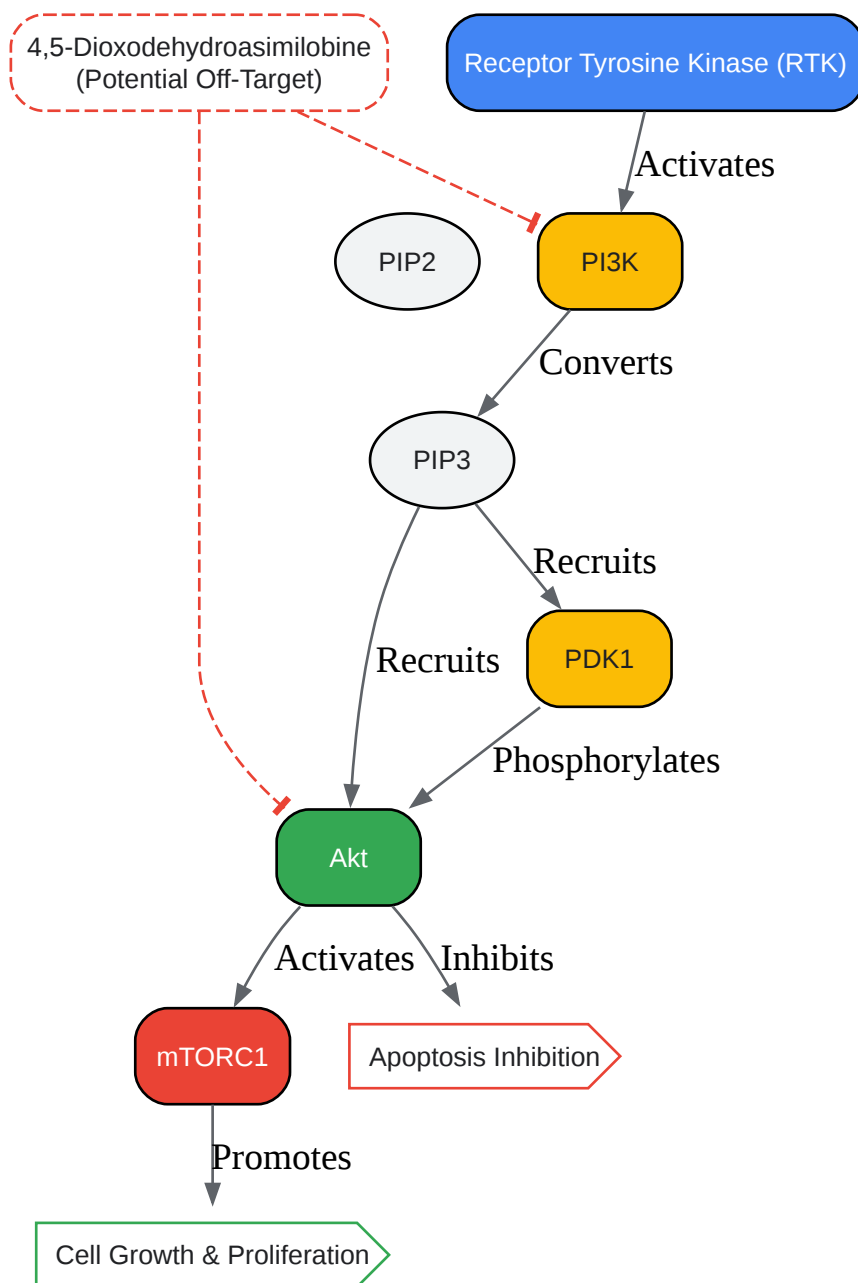 4,5-Dioxodehydroasimilobine
(Potential Off-Target)
Receptor Tyrosine Kinase (RTK)
Activates
PIP2
PI3K
Converts
PIP3
Recruits
Recruits
PDK1
Phosphorylates
Akt
Activates
Inhibits
mTORC1
Apoptosis Inhibition
Promotes
Cell Growth & Proliferation